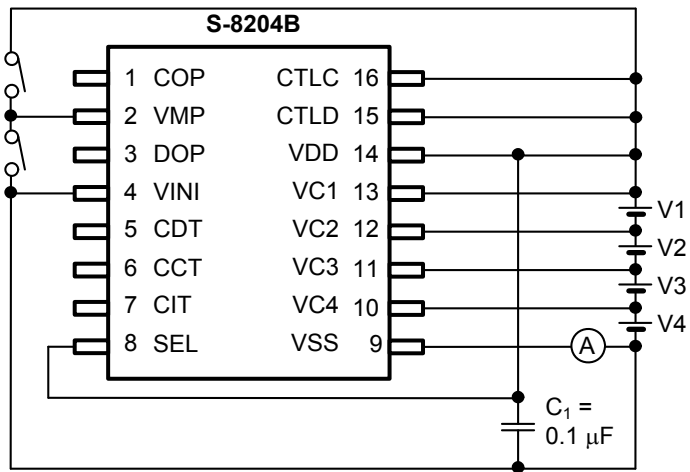 S-8204B
1 COP CTLC 16
2 VMP CTLD 15
3 DOP VDD 14
4 VINI VC1 13
5 CDT VC2 12
6 CCT VC3 11
7 CIT VC4 10
8 SEL VSS 9
V1
V2
V3
V4
A
C₁ =
0.1 μF